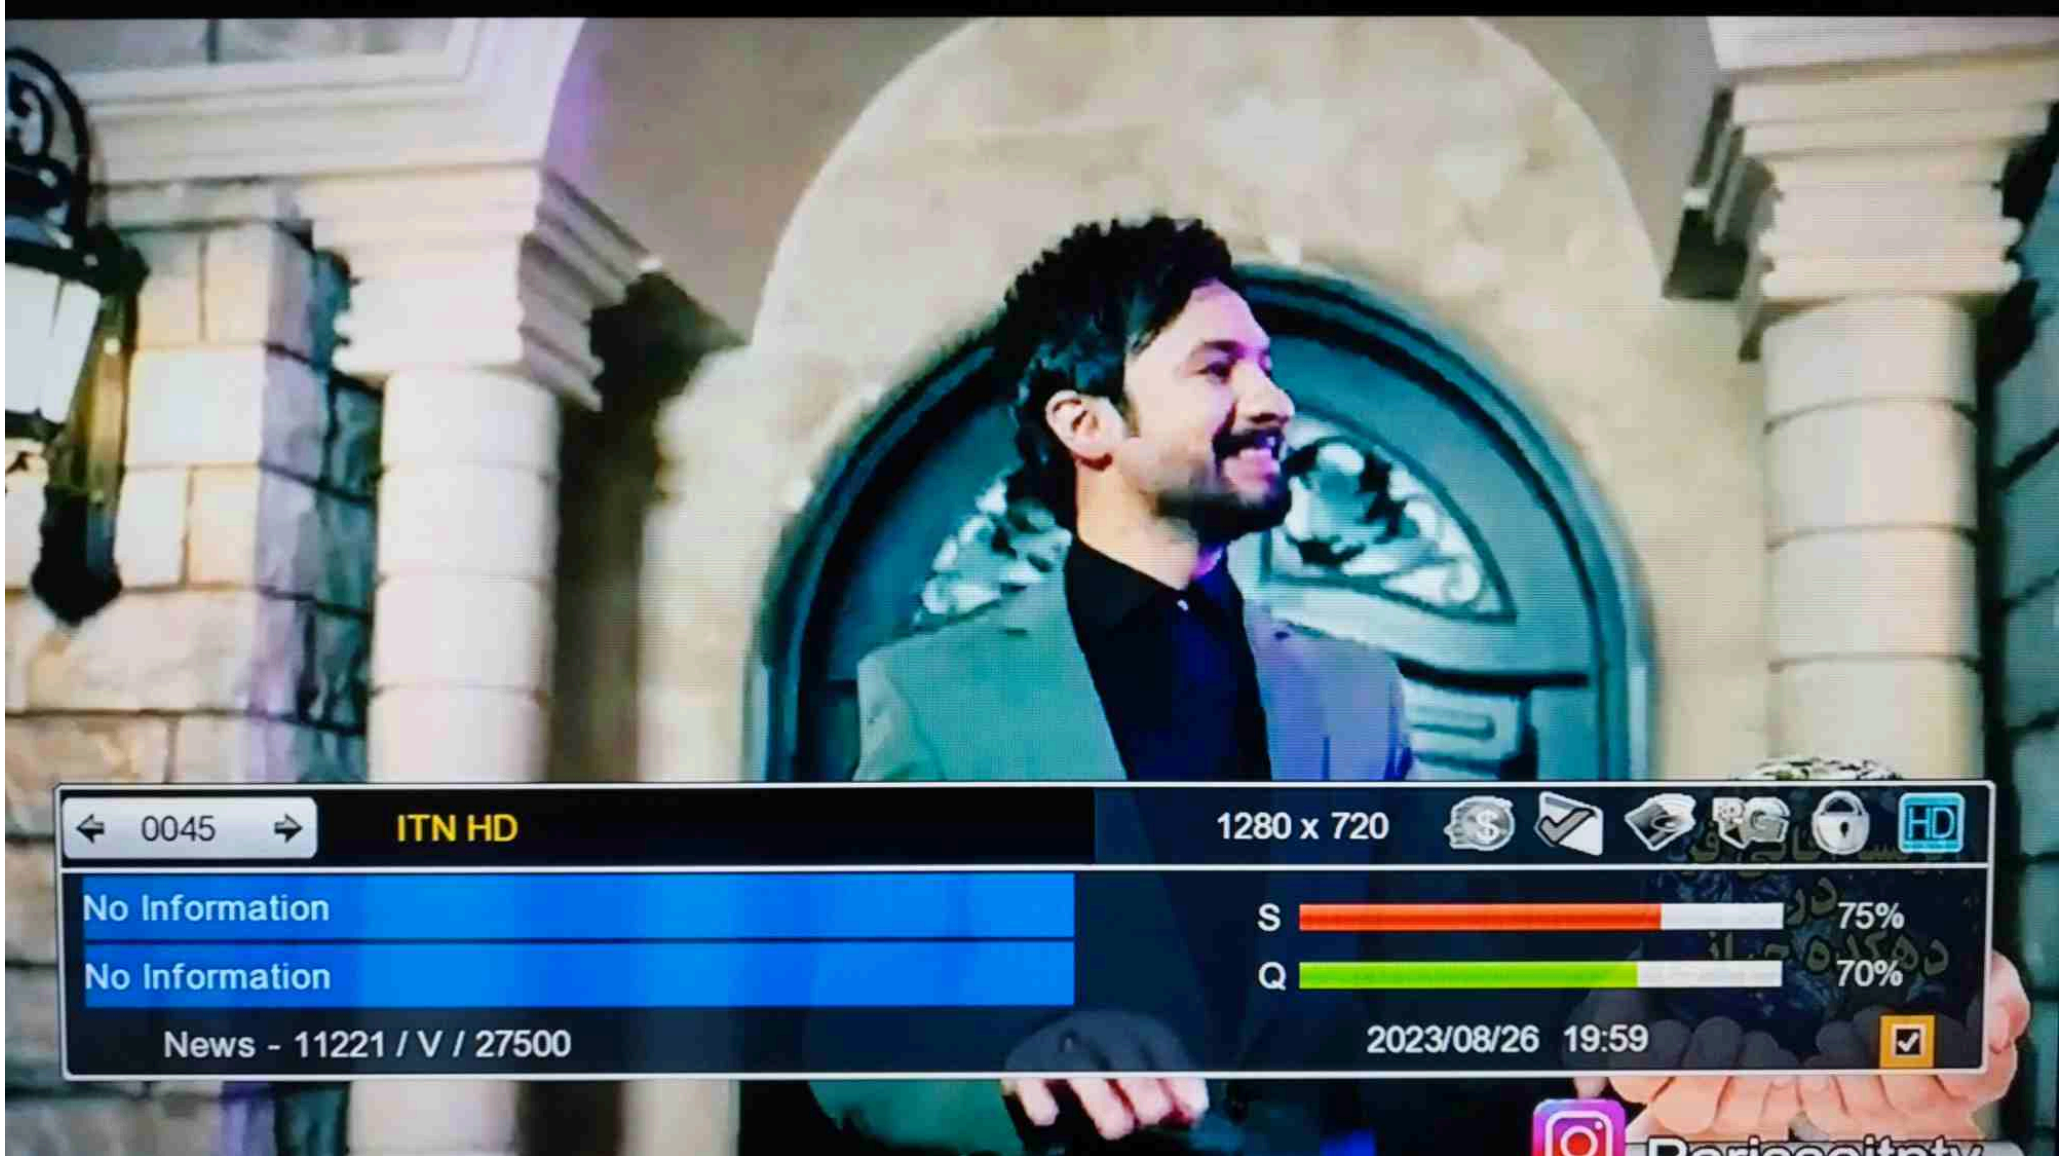 0045
ITN HD
1280 x 720
HD
No Information
S
75%
No Information
Q
70%
News - 11221 / V / 27500
2023/08/26 19:59